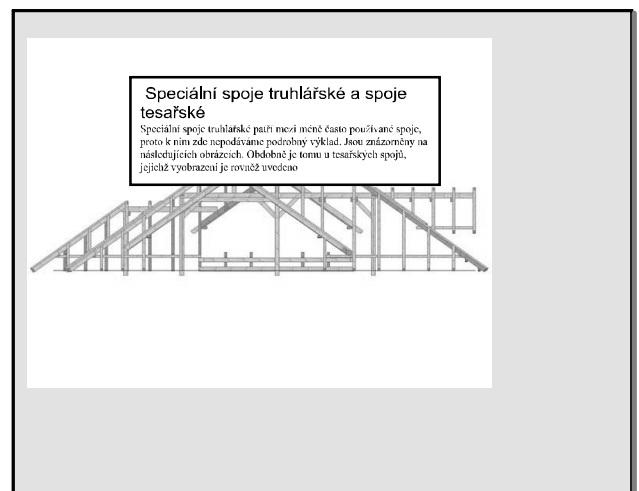 Speciální spoje truhlářské a spoje
tesařské
Speciální spoje truhlářské patří mezi méně často používané spoje,
proto k nim zde nepodáváme podrobný výklad. Jsou znázorněny na
následujících obrázcích. Obdobně je tomu u tesařských spojů,
jejichž vyobrazení je rovněž uvedeno